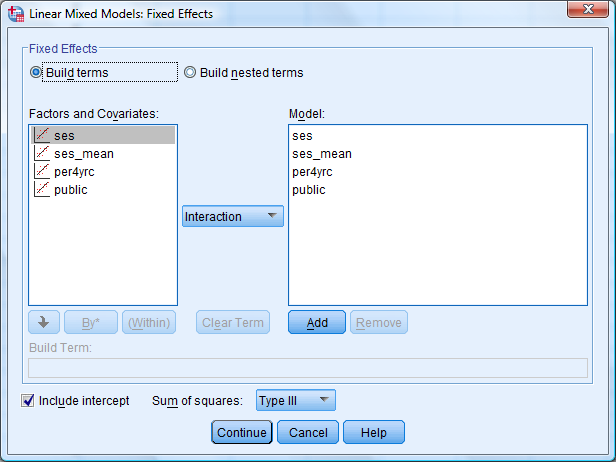 Linear Mixed Models: Fixed Effects
Fixed Effects
Build terms
Build nested terms
Factors and Covariates:
ses
ses_mean
per4yrc
public
Interaction
Model:
ses
ses_mean
per4yrc
public
By*
(Within)
Clear Term
Add
Remove
Build Term:
Include intercept
Sum of squares:
Type III
Continue
Cancel
Help